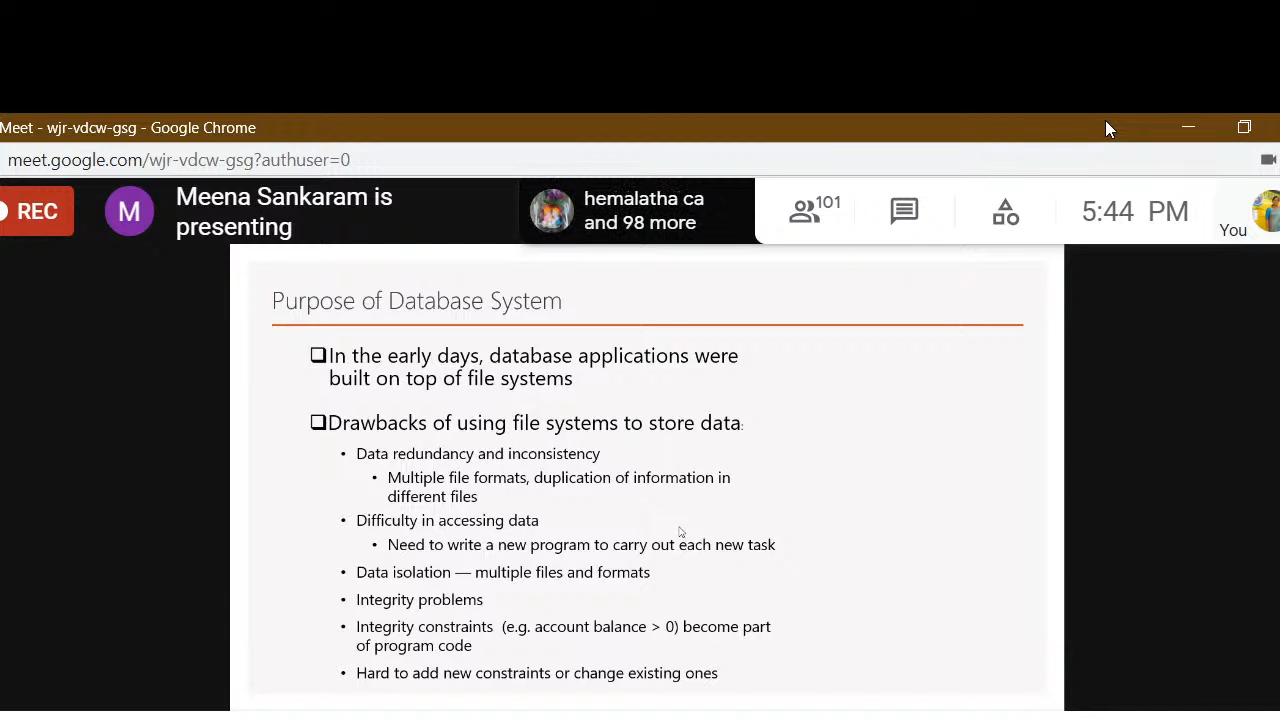 Meet - wjr-vdcw-gsg - Google Chrome
meet.google.com/wjr-vdcw-gsg?authuser=0
REC
M
Meena Sankaram is
presenting
hemalatha ca
and 98 more
101
5:44 PM
You
Purpose of Database System
❑In the early days, database applications were
built on top of file systems
❑Drawbacks of using file systems to store data:
• Data redundancy and inconsistency
• Multiple file formats, duplication of information in
different files
• Difficulty in accessing data
• Need to write a new program to carry out each new task
• Data isolation — multiple files and formats
• Integrity problems
• Integrity constraints (e.g. account balance > 0) become part
of program code
• Hard to add new constraints or change existing ones